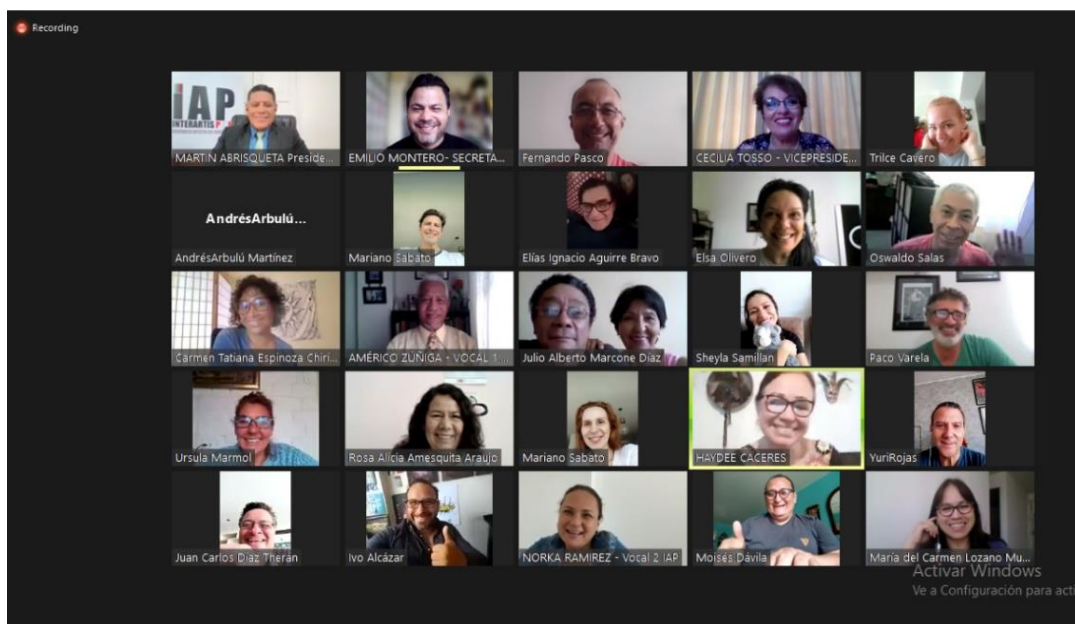 Recording
iAP
INTERARTIS
MARTIN ABRISQUETA Preside...
EMILIO MONTERO- SECRETA...
Fernando Pasco
CECILIA TOSSO - VICEPRESIDE...
Trilce Cavero
AndrésArbulú...
AndrésArbulú Martínez
Mariano Sabato
Elías Ignacio Aguirre Bravo
Elsa Olivero
Oswaldo Salas
Carmen Tatiana Espinoza Chiri...
AMÉRICO ZÚÑIGA - VOCAL 1 ...
Julio Alberto Marcone Díaz
Sheyla Samillan
Paco Varela
Ursula Marmol
Rosa Alicia Amesquita Araujo
Mariano Sabato
HAYDEE CACERES
YuriRojas
Juan Carlos Díaz Therán
Ivo Alcázar
NORKA RAMIREZ - Vocal 2 IAP
Moisés Dávila
María del Carmen Lozano Mu...
Activar Windows
Ve a Configuración para acti